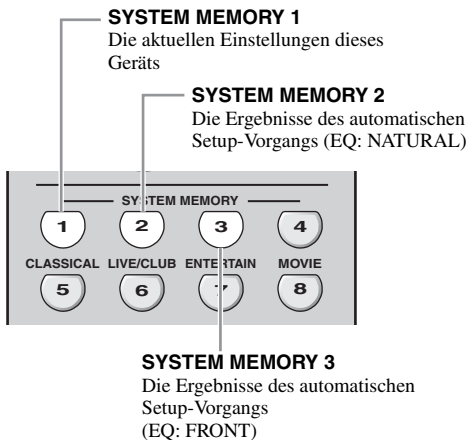 SYSTEM MEMORY 1
Die aktuellen Einstellungen dieses
Geräts
SYSTEM MEMORY 2
Die Ergebnisse des automatischen
Setup-Vorgangs (EQ: NATURAL)
SYSTEM MEMORY
1 2 3 4
CLASSICAL LIVE/CLUB ENTERTAIN MOVIE
5 6 7 8
SYSTEM MEMORY 3
Die Ergebnisse des automatischen
Setup-Vorgangs
(EQ: FRONT)